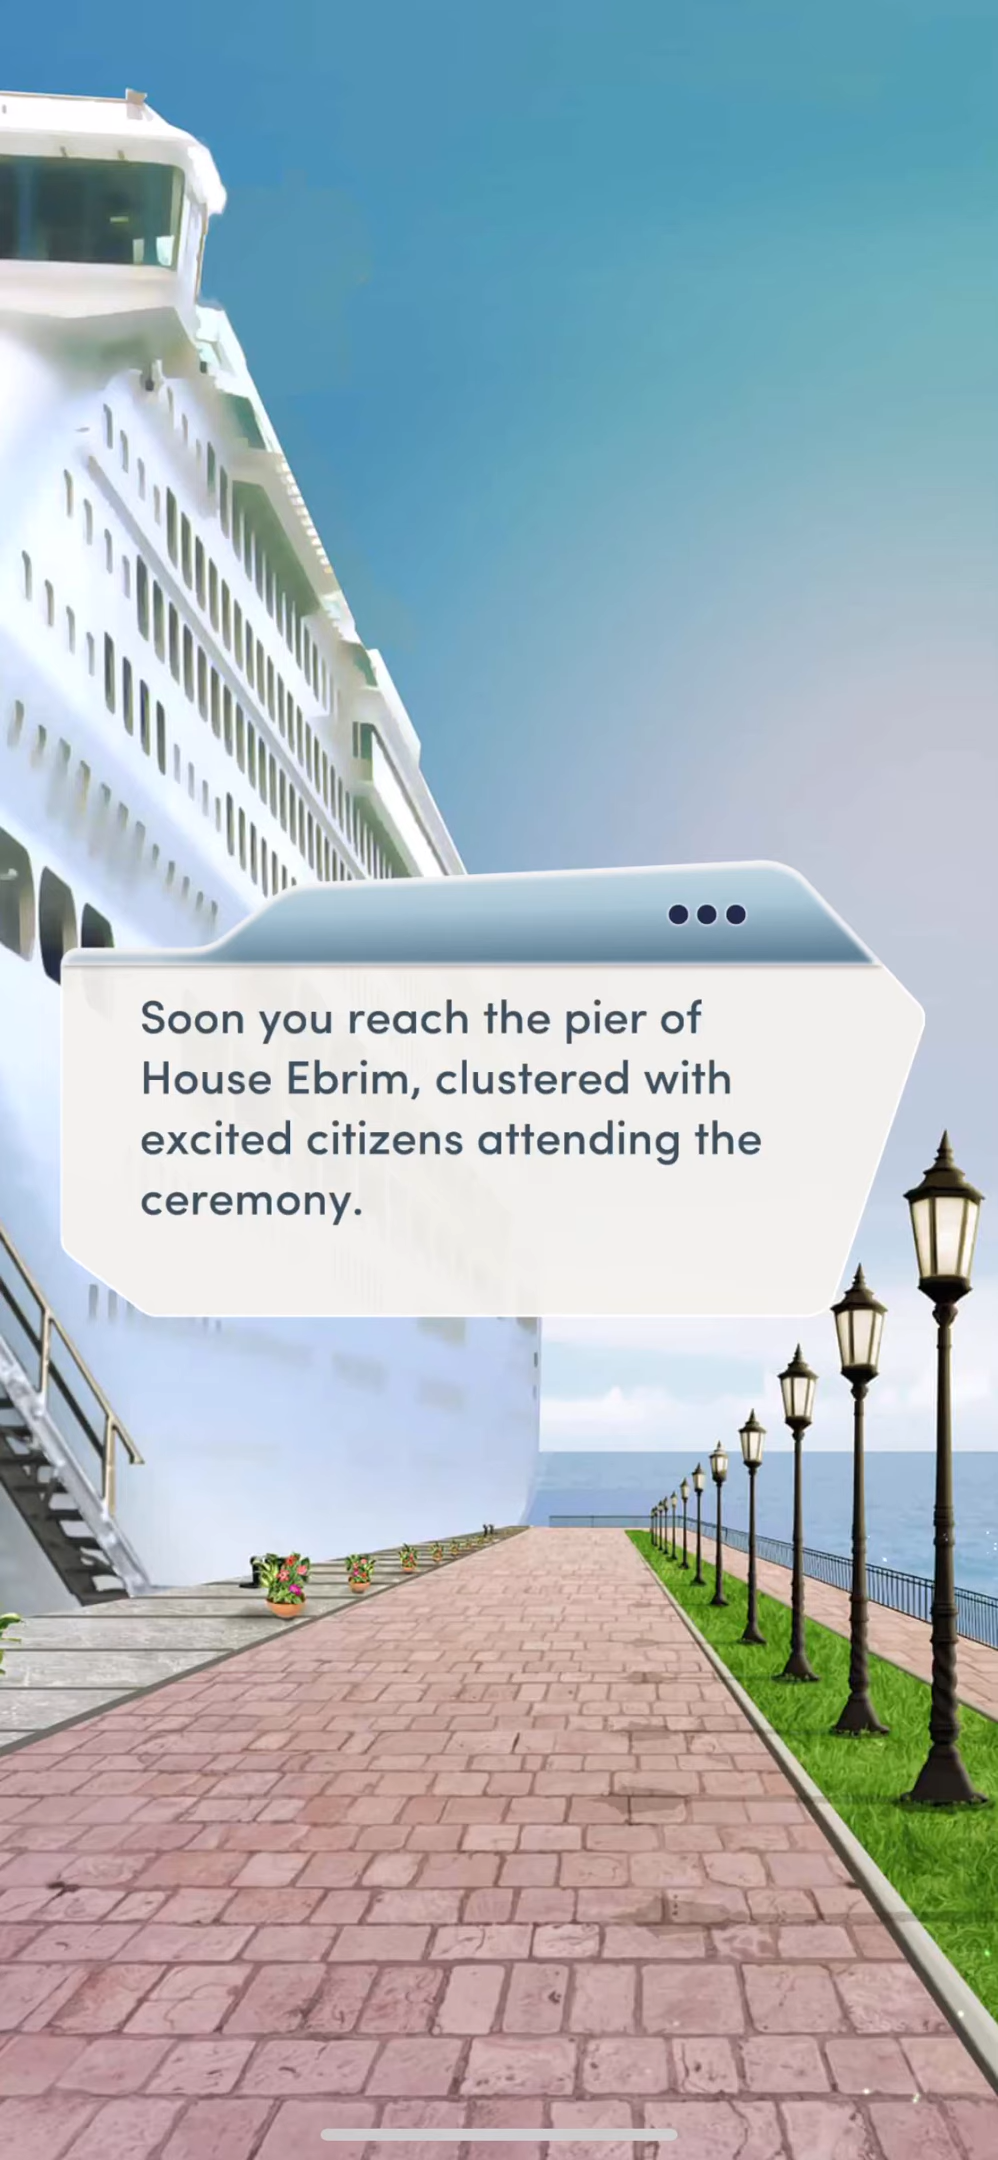 Soon you reach the pier of
House Ebrim, clustered with
excited citizens attending the
ceremony.